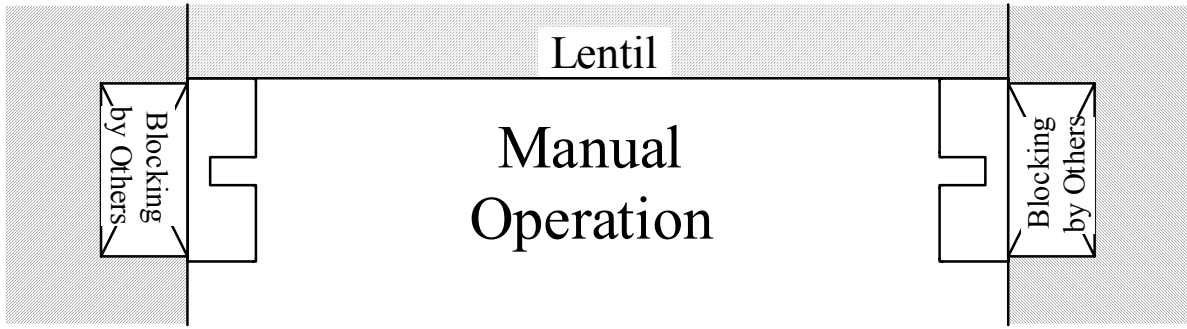 Lentil
Blocking
by Others
Manual
Operation
Blocking
by Others